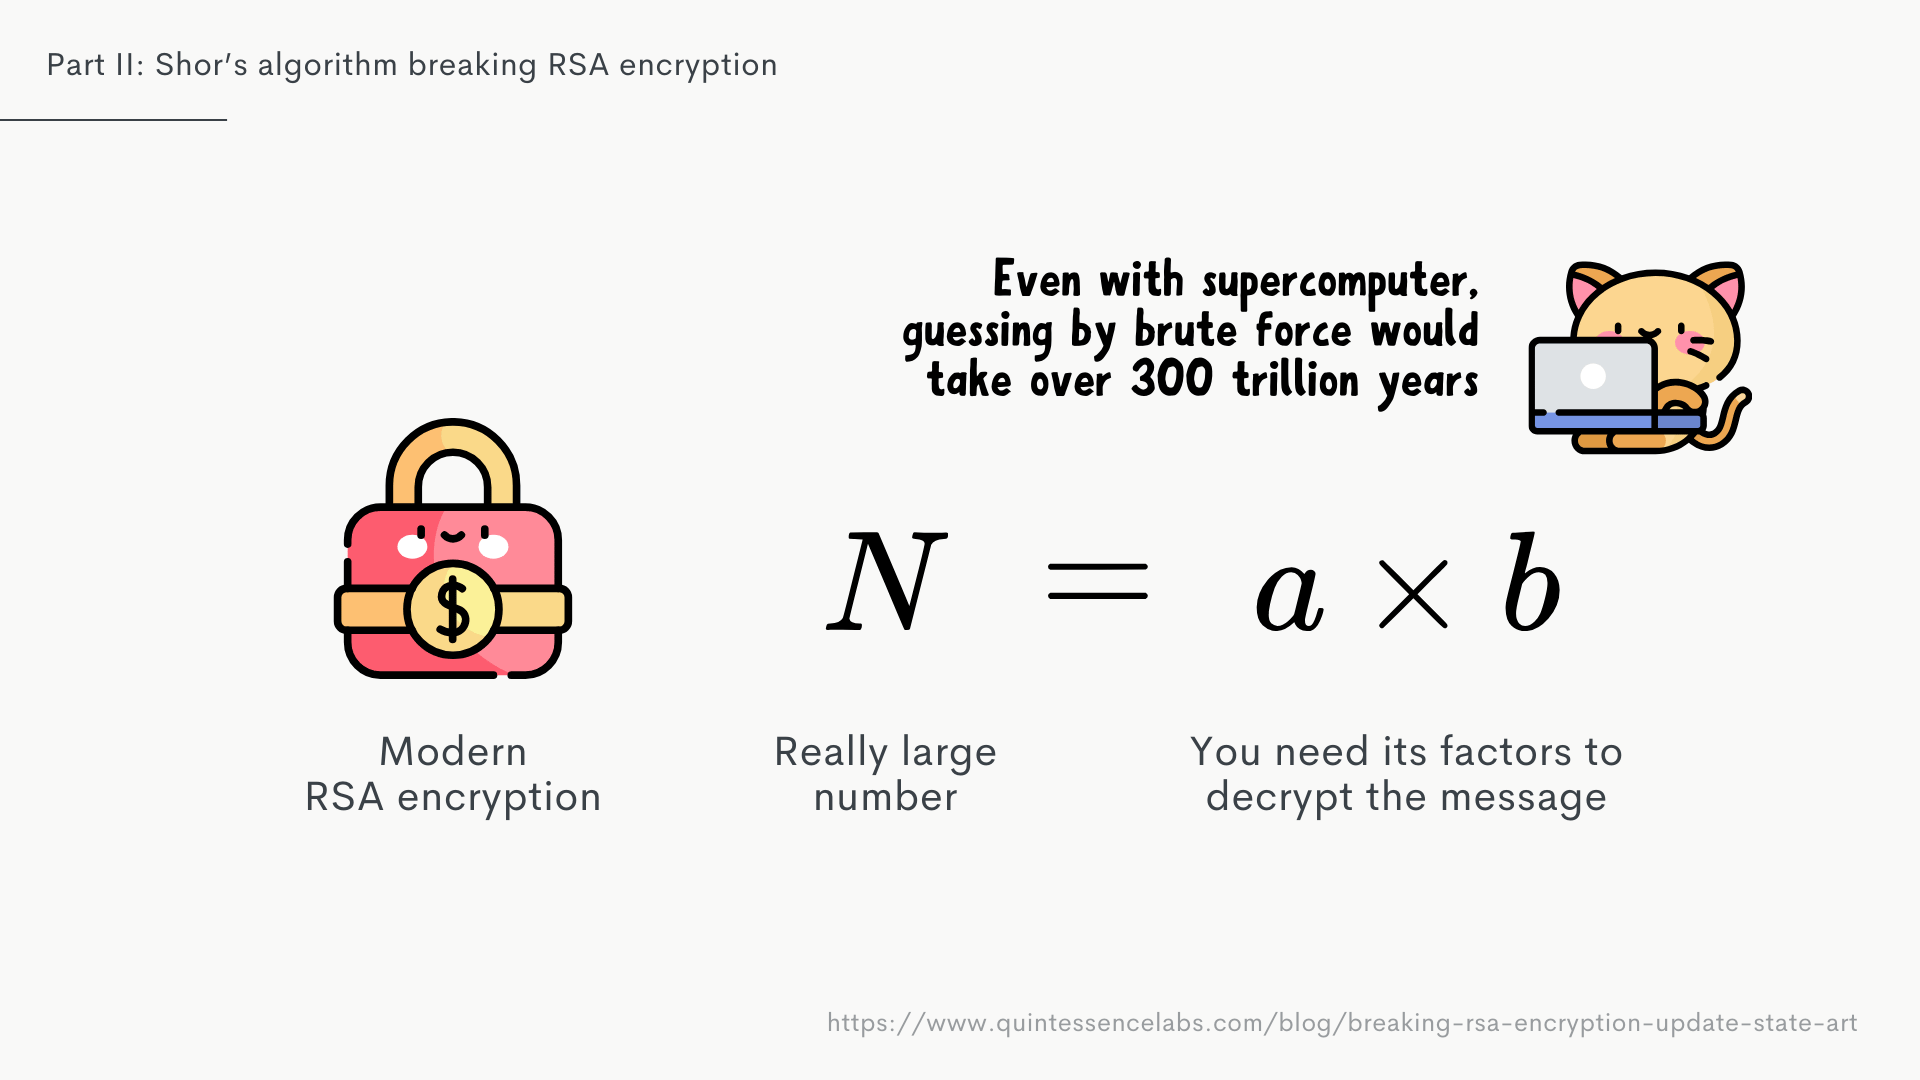 Part II: Shor’s algorithm breaking RSA encryption
Even with supercomputer,
guessing by brute force would
take over 300 trillion years
$
N = a × b
Modern
RSA encryption
Really large
number
You need its factors to
decrypt the message
https://www.quintessencelabs.com/blog/breaking-rsa-encryption-update-state-art